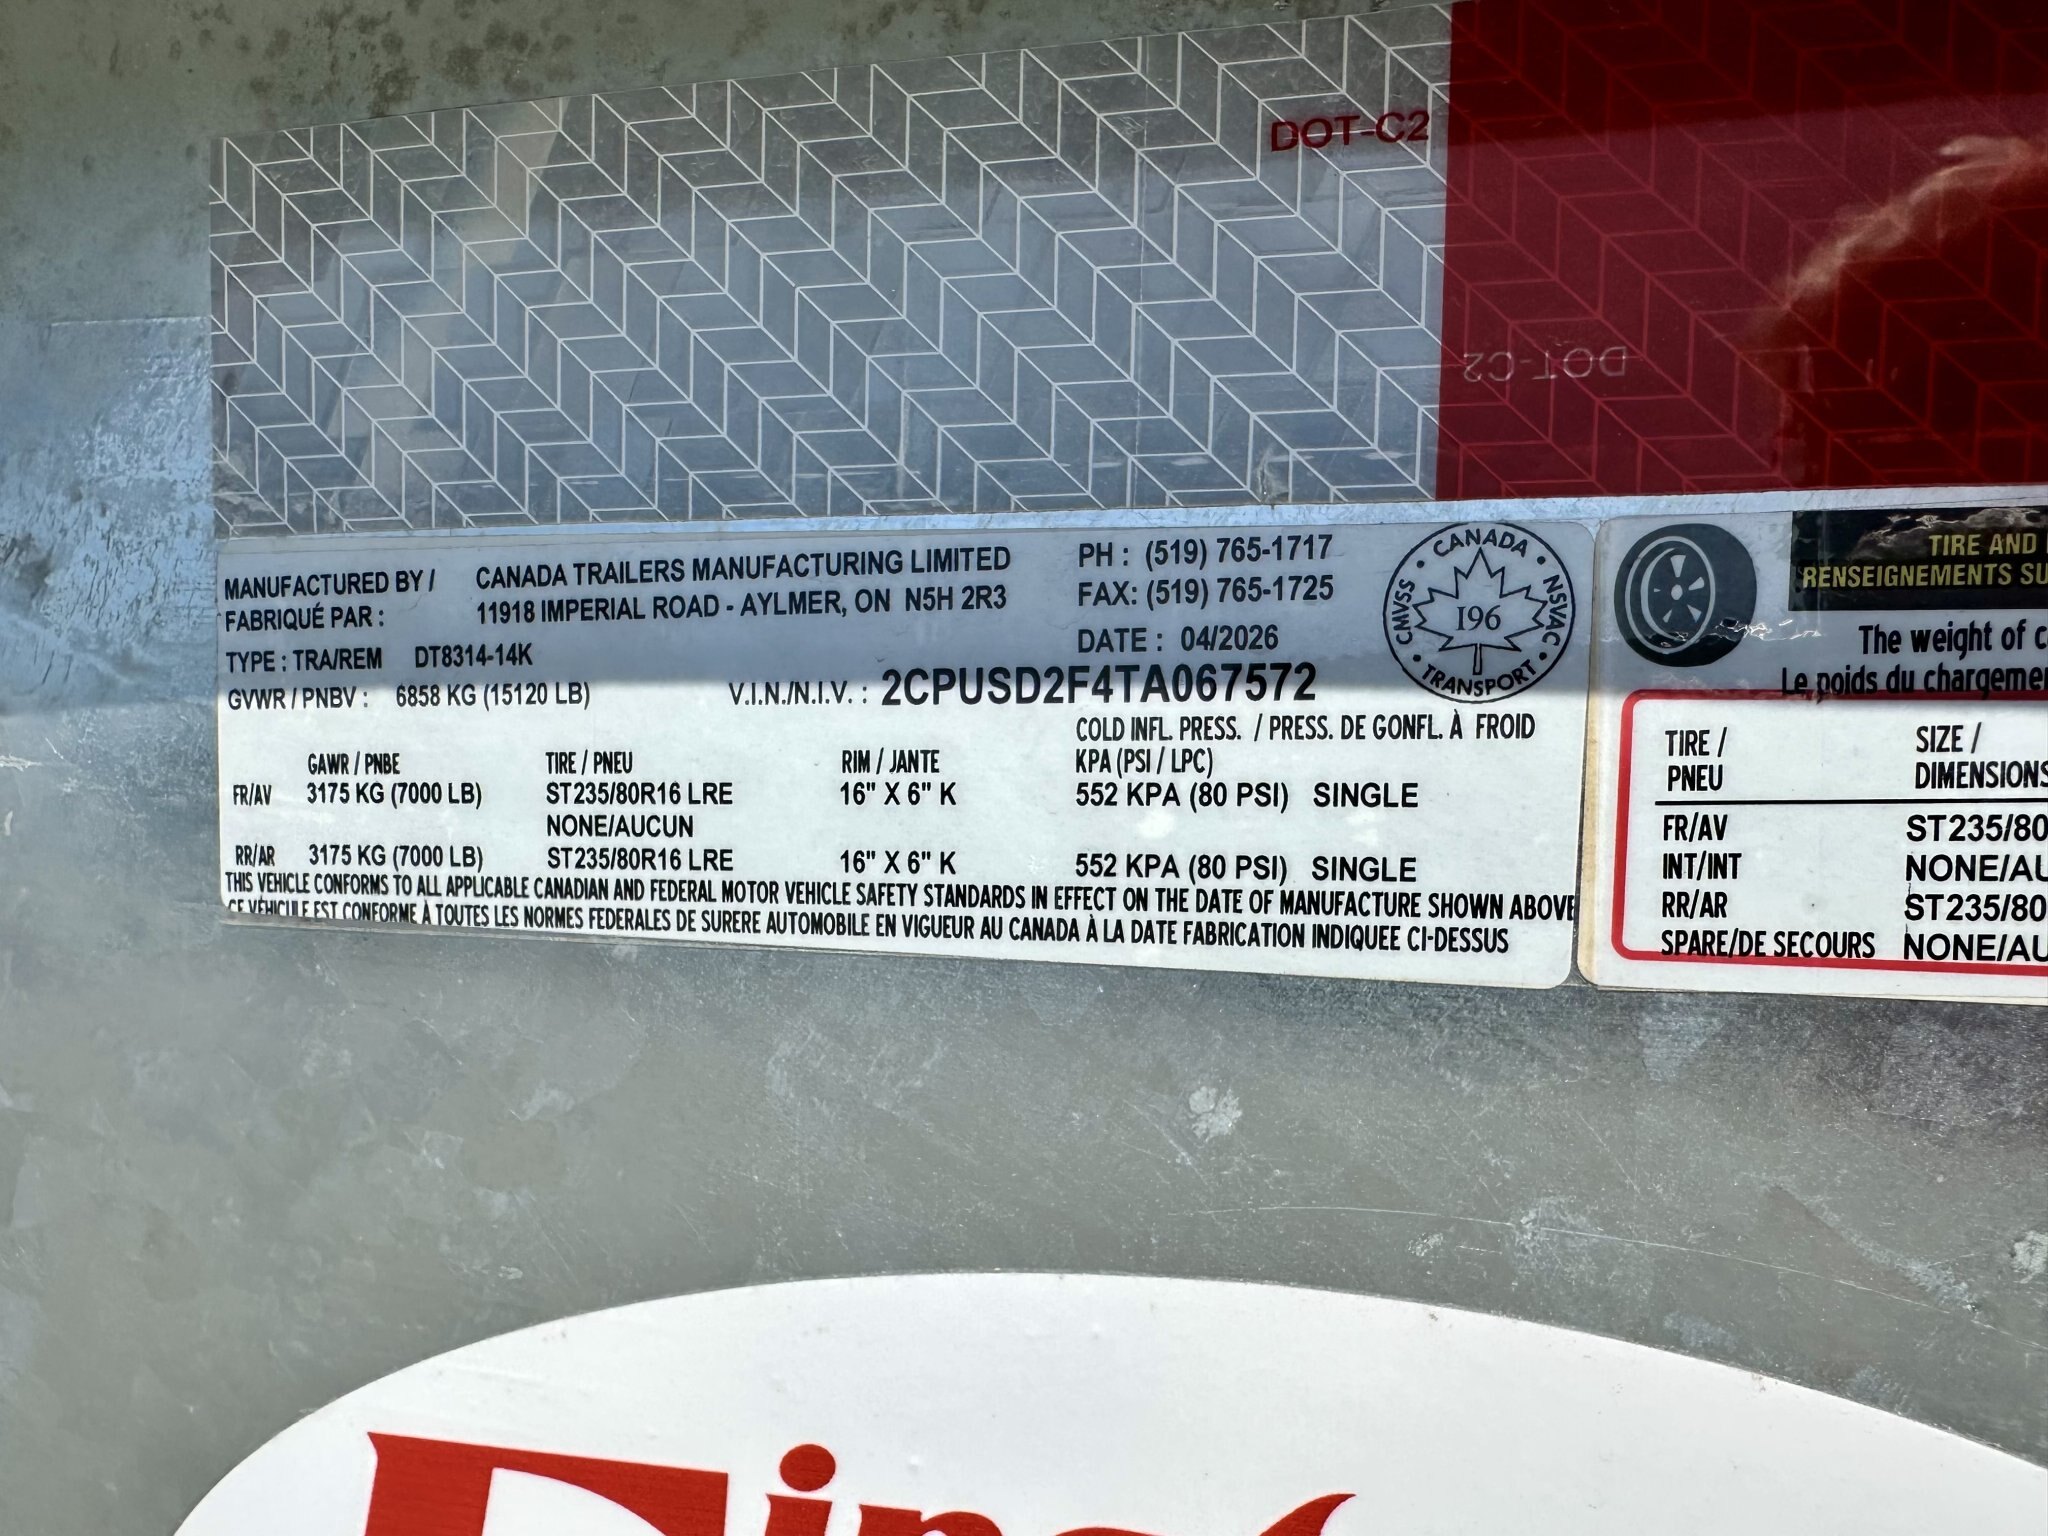 DOT-C2
DOT-C2
MANUFACTURED BY /
FABRIQUÉ PAR :
CANADA TRAILERS MANUFACTURING LIMITED
11918 IMPERIAL ROAD - AYLMER, ON N5H 2R3
PH : (519) 765-1717
FAX: (519) 765-1725
TYPE : TRA/REM DT8314-14K
DATE : 04/2026
GVWR / PNBV : 6858 KG (15120 LB)
V.I.N./N.I.V. : 2CPUSD2F4TA067572
CANADA
NSVAC
TRANSPORT
CMVSS
I96
COLD INFL. PRESS. / PRESS. DE GONFL. À FROID
GAWR / PNBE TIRE / PNEU RIM / JANTE KPA (PSI / LPC)
FR/AV 3175 KG (7000 LB) ST235/80R16 LRE 16" X 6" K 552 KPA (80 PSI) SINGLE
NONE/AUCUN
RR/AR 3175 KG (7000 LB) ST235/80R16 LRE 16" X 6" K 552 KPA (80 PSI) SINGLE
THIS VEHICLE CONFORMS TO ALL APPLICABLE CANADIAN AND FEDERAL MOTOR VEHICLE SAFETY STANDARDS IN EFFECT ON THE DATE OF MANUFACTURE SHOWN ABOVE
CE VÉHICULE EST CONFORME À TOUTES LES NORMES FEDERALES DE SURERE AUTOMOBILE EN VIGUEUR AU CANADA À LA DATE FABRICATION INDIQUEE CI-DESSUS
TIRE AND
RENSEIGNEMENTS SU
The weight of c
Le poids du chargeme
TIRE / SIZE /
PNEU DIMENSIONS
FR/AV ST235/80
INT/INT NONE/AU
RR/AR ST235/80
SPARE/DE SECOURS NONE/AU